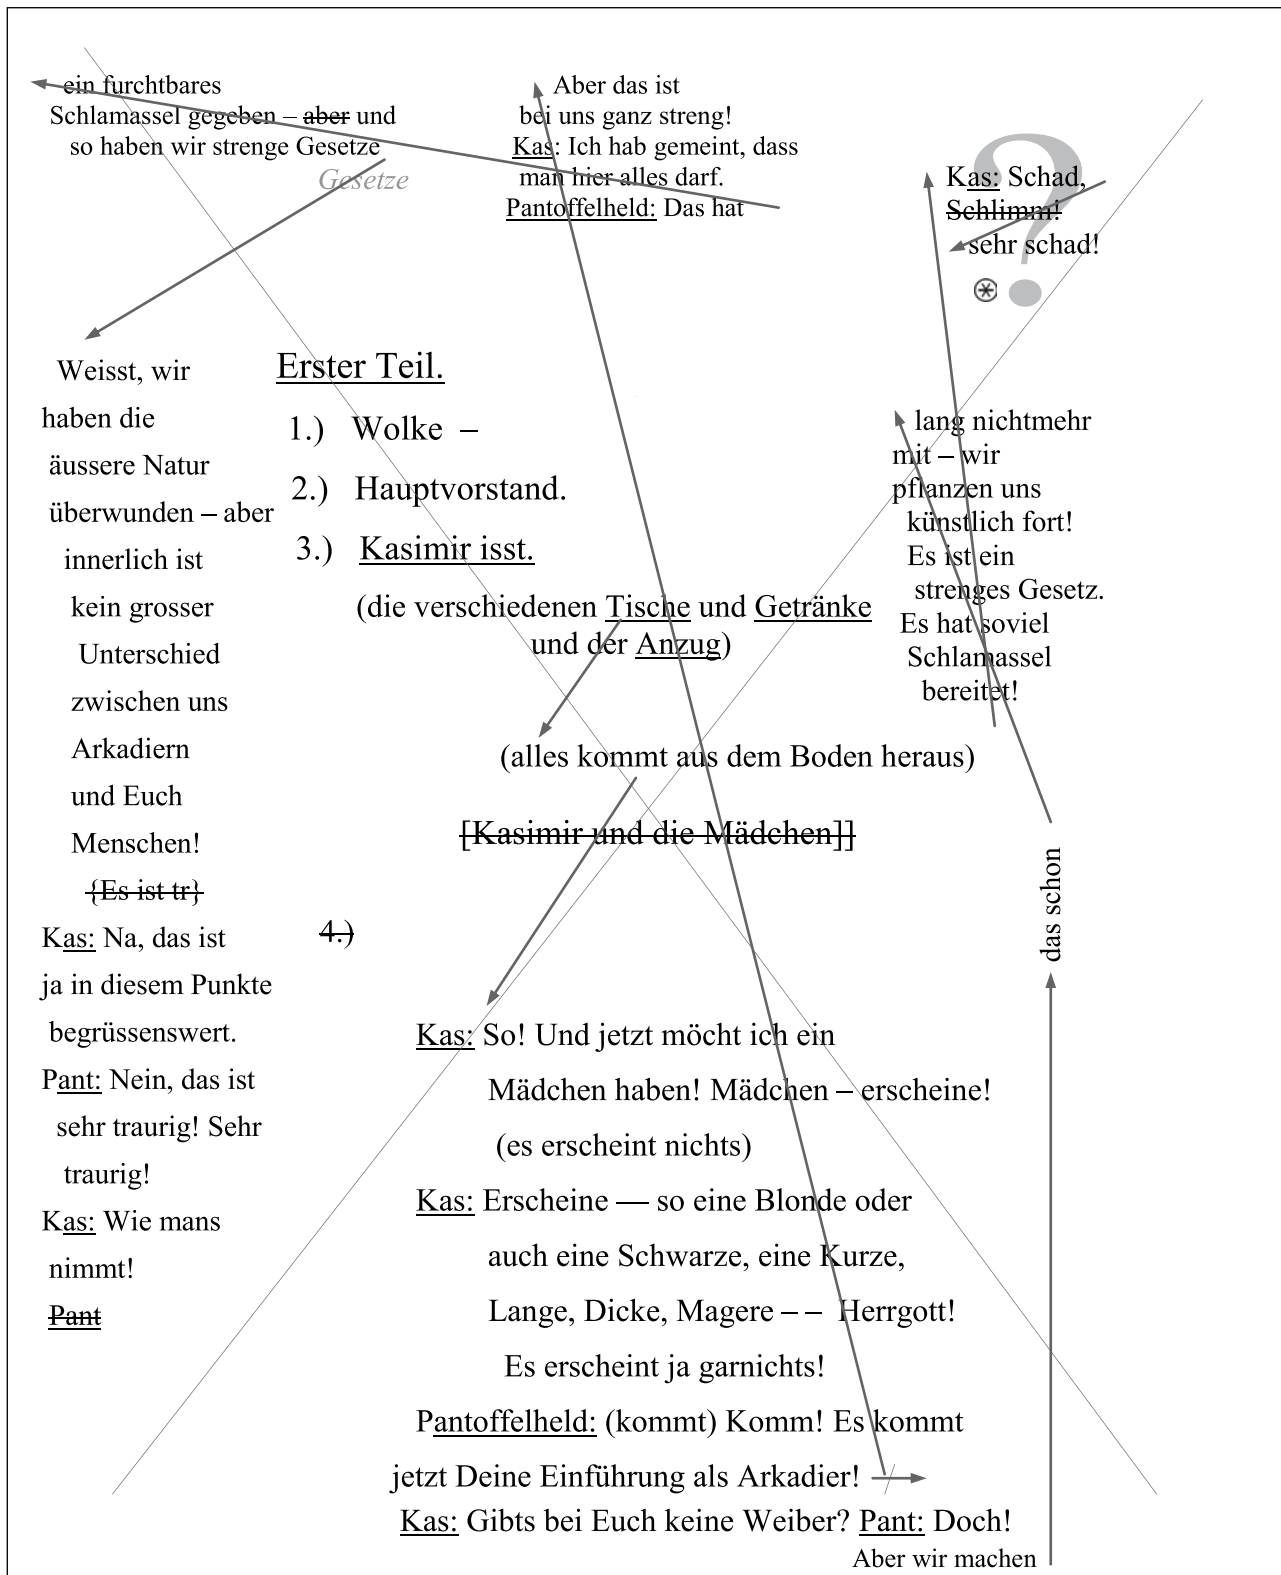 ein furchtbares
Schlamassel gegeben – aber und
so haben wir strenge Gesetze
Gesetze
Aber das ist
bei uns ganz streng!
Kas: Ich hab gemeint, dass
man hier alles darf.
Pantoffelheld: Das hat
?
Kas: Schad,
Schlimm!
sehr schad!
Weisst, wir
haben die
äussere Natur
überwunden – aber
innerlich ist
kein grosser
Unterschied
zwischen uns
Arkadiern
und Euch
Menschen!
{Es ist tr}
Kas: Na, das ist
ja in diesem Punkte
begrüssenswert.
Pant: Nein, das ist
sehr traurig! Sehr
traurig!
Kas: Wie mans
nimmt!
Pant
Erster Teil.
1.) Wolke –
2.) Hauptvorstand.
3.) Kasimir isst.
(die verschiedenen Tische und Getränke
und der Anzug)
(alles kommt aus dem Boden heraus)
[Kasimir und die Mädchen]]
4.)
Kas: So! Und jetzt möcht ich ein
Mädchen haben! Mädchen – erscheine!
(es erscheint nichts)
Kas: Erscheine — so eine Blonde oder
auch eine Schwarze, eine Kurze,
Lange, Dicke, Magere – – Herrgott!
Es erscheint ja garnichts!
Pantoffelheld: (kommt) Komm! Es kommt
jetzt Deine Einführung als Arkadier!
Kas: Gibts bei Euch keine Weiber? Pant: Doch!
Aber wir machen
das schon
lang nichtmehr
mit – wir
pflanzen uns
künstlich fort!
Es ist ein
strenges Gesetz.
Es hat soviel
Schlamassel
bereitet!